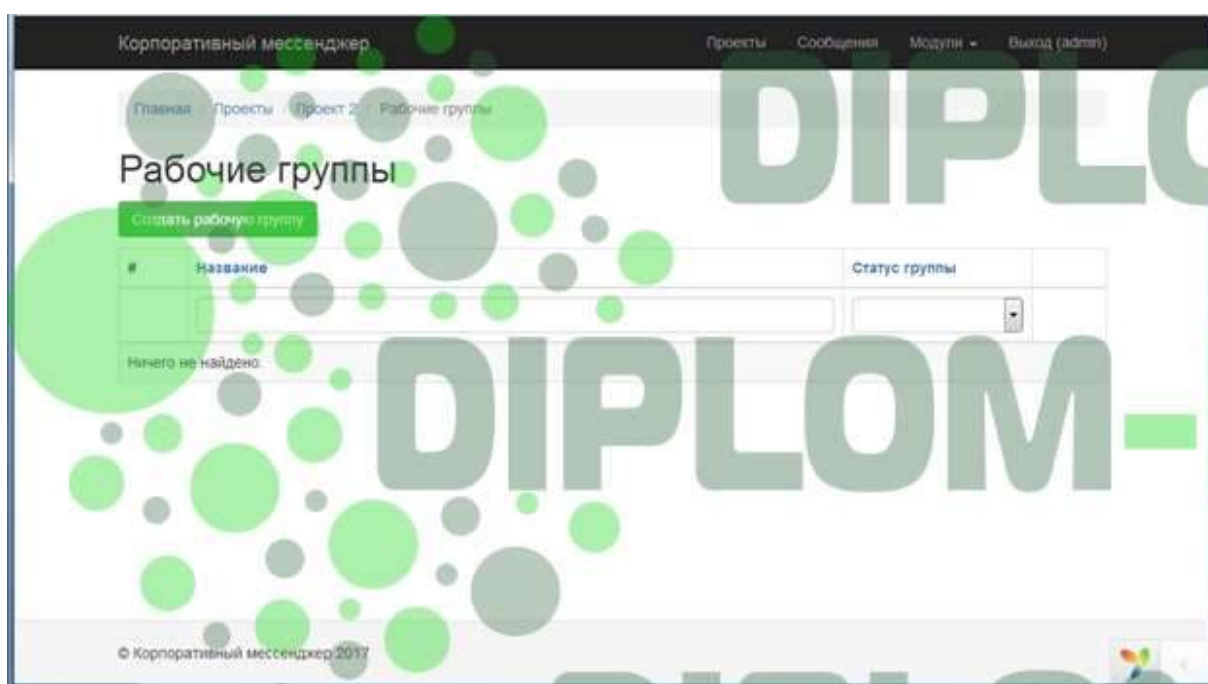 Корпоративный мессенджер Проекты Сообщения Модули Выход (admin)
Главная / Проекты / Проект 2 / Рабочие группы
Рабочие группы
Создать рабочую группу
# Название Статус группы
Ничего не найдено.
© Корпоративный мессенджер 2017
DIPLO
DIPLOM-
DIPLO